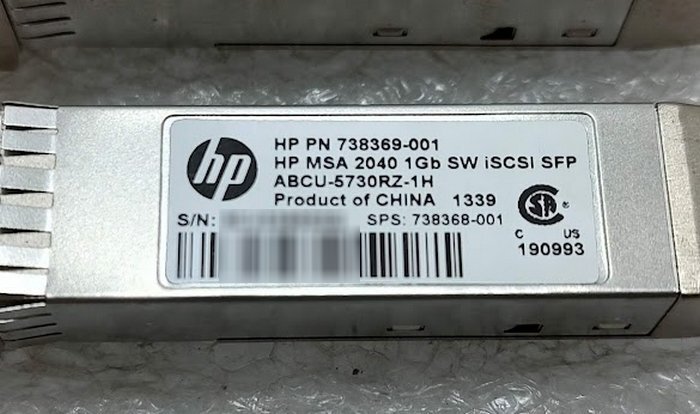 hp
HP PN 738369-001
HP MSA 2040 1Gb SW iSCSI SFP
ABCU-5730RZ-1H
Product of CHINA 1339
S/N:
SPS: 738368-001
SA ®
C US
190993